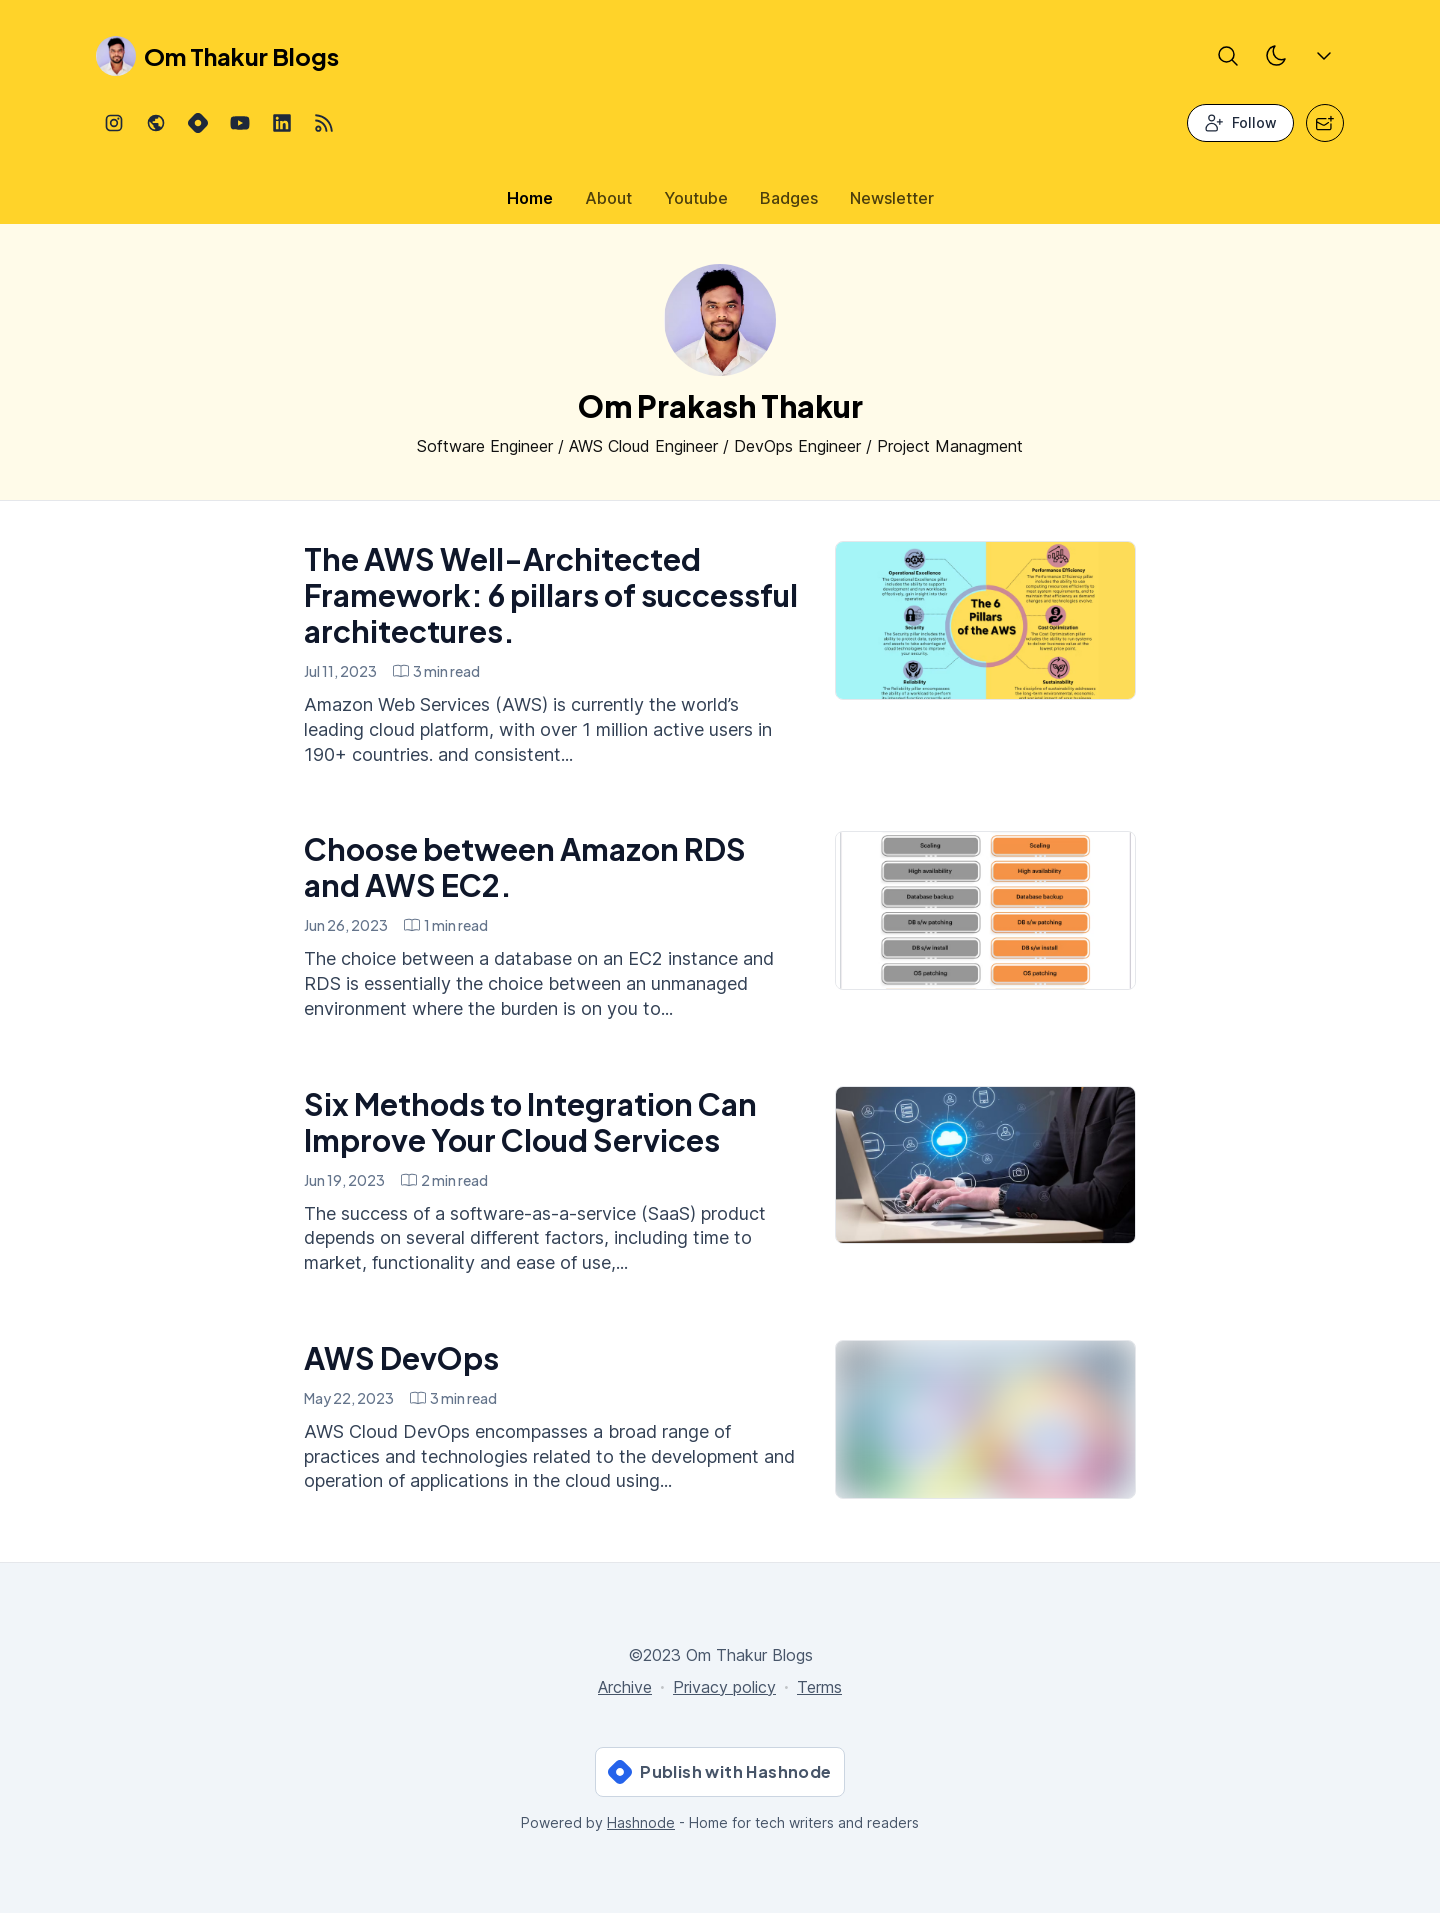 Om Thakur Blogs
Follow
Home About Youtube Badges Newsletter
Om Prakash Thakur
Software Engineer / AWS Cloud Engineer / DevOps Engineer / Project Managment
The AWS Well-Architected
Framework: 6 pillars of successful
architectures.
Jul 11, 2023 3 min read
Amazon Web Services (AWS) is currently the world’s
leading cloud platform, with over 1 million active users in
190+ countries. and consistent...
Operational Excellence
Performance Efficiency
The 6
Pillars
of the AWS
Security
Cost Optimization
Reliability
Sustainability
Choose between Amazon RDS
and AWS EC2.
Jun 26, 2023 1 min read
The choice between a database on an EC2 instance and
RDS is essentially the choice between an unmanaged
environment where the burden is on you to...
Scaling Scaling
High availability High availability
Database backup Database backup
DB s/w patching DB s/w patching
DB s/w install DB s/w install
OS patching OS patching
Six Methods to Integration Can
Improve Your Cloud Services
Jun 19, 2023 2 min read
The success of a software-as-a-service (SaaS) product
depends on several different factors, including time to
market, functionality and ease of use,...
AWS DevOps
May 22, 2023 3 min read
AWS Cloud DevOps encompasses a broad range of
practices and technologies related to the development and
operation of applications in the cloud using...
©2023 Om Thakur Blogs
Archive · Privacy policy · Terms
Publish with Hashnode
Powered by Hashnode - Home for tech writers and readers